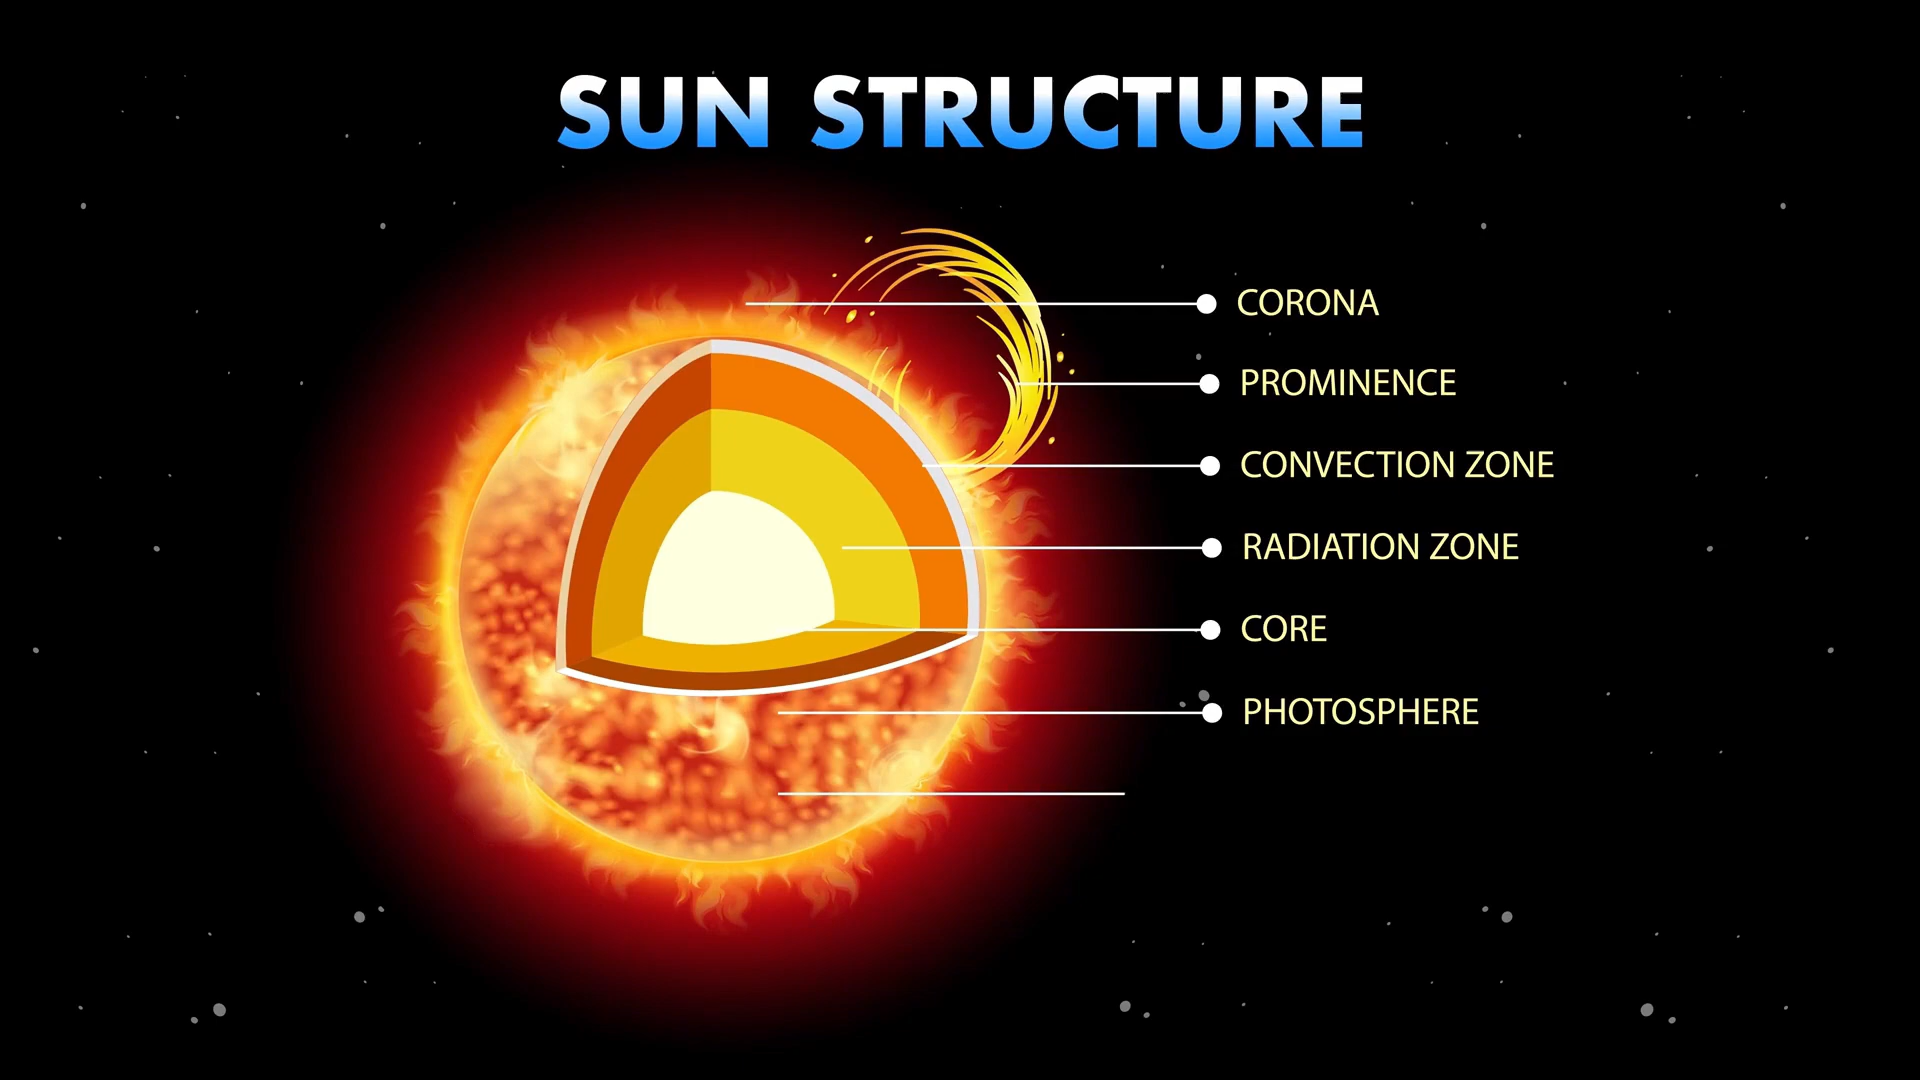 SUN STRUCTURE
CORONA
PROMINENCE
CONVECTION ZONE
RADIATION ZONE
CORE
PHOTOSPHERE